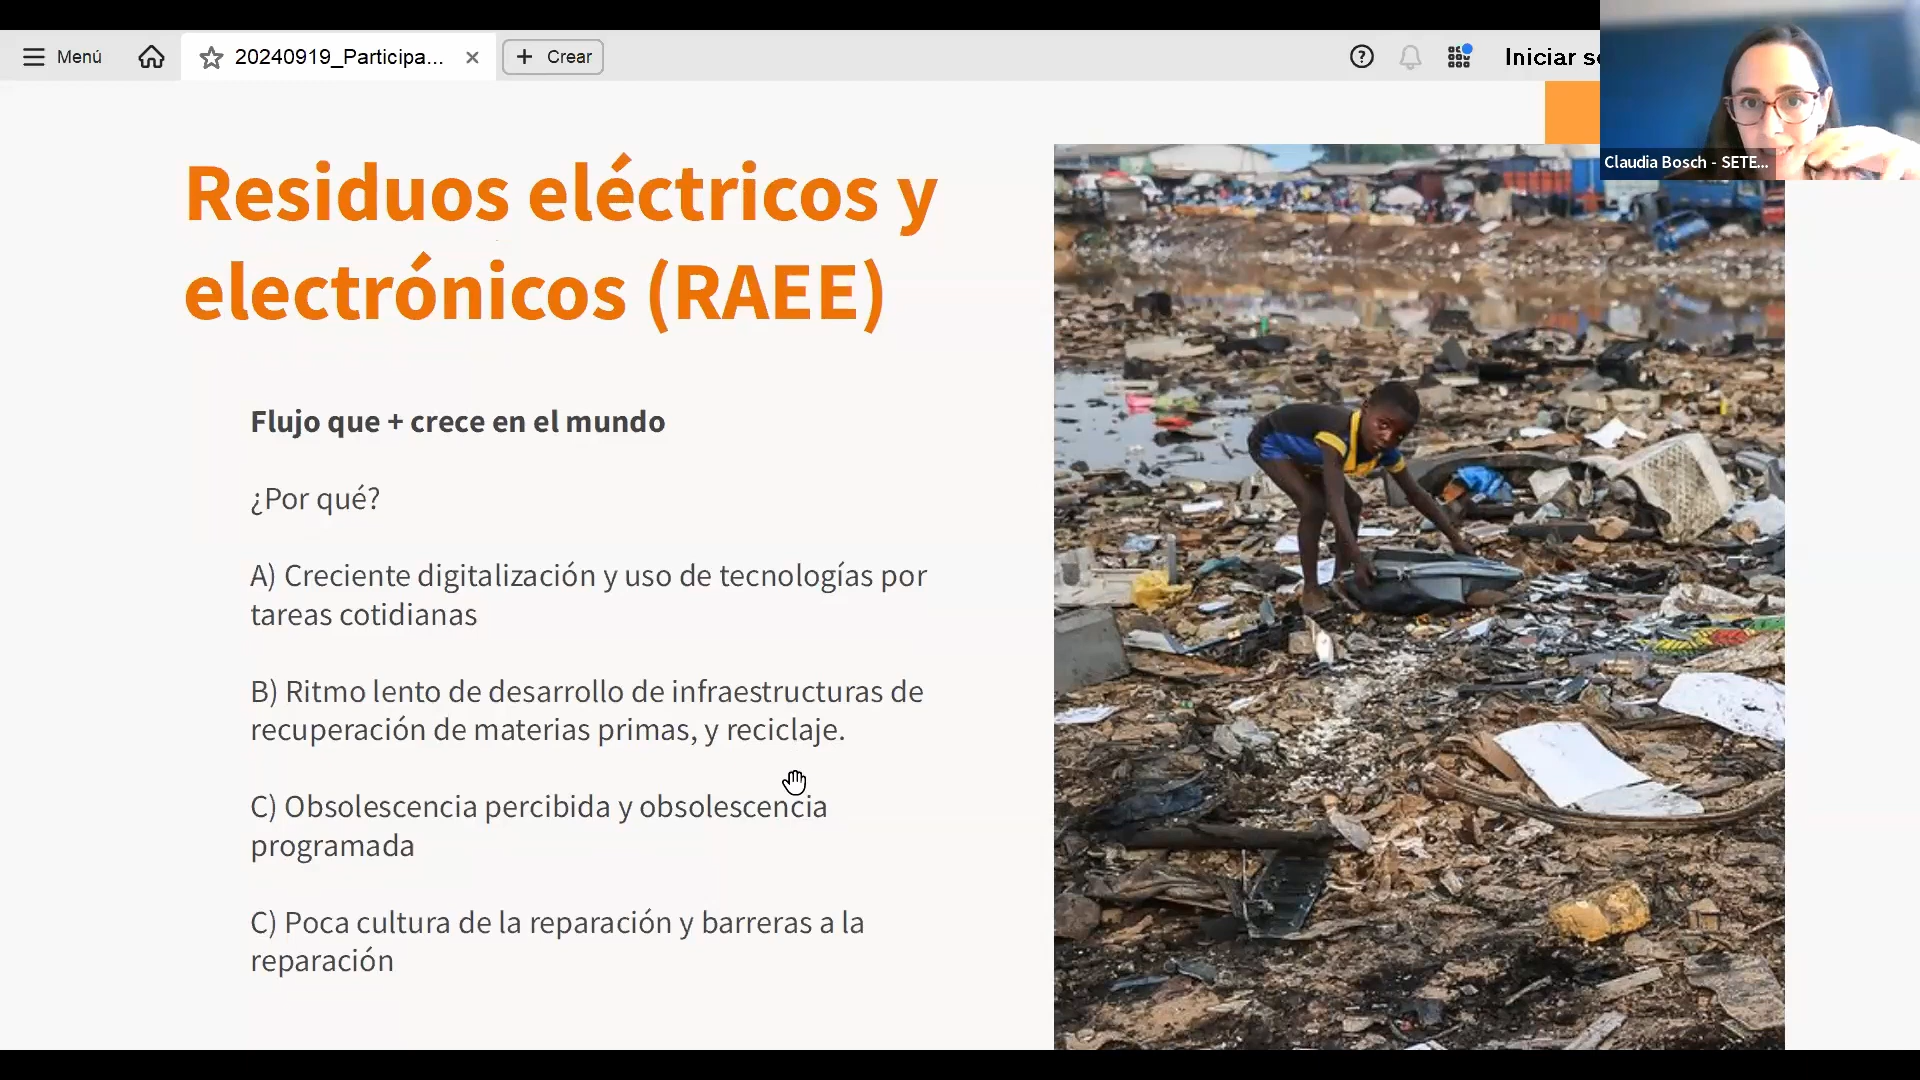 Menú
20240919_Participa...
Crear
Iniciar s
Claudia Bosch - SETE...
Residuos eléctricos y
electrónicos (RAEE)
Flujo que + crece en el mundo
¿Por qué?
A) Creciente digitalización y uso de tecnologías por
tareas cotidianas
B) Ritmo lento de desarrollo de infraestructuras de
recuperación de materias primas, y reciclaje.
C) Obsolescencia percibida y obsolescencia
programada
C) Poca cultura de la reparación y barreras a la
reparación